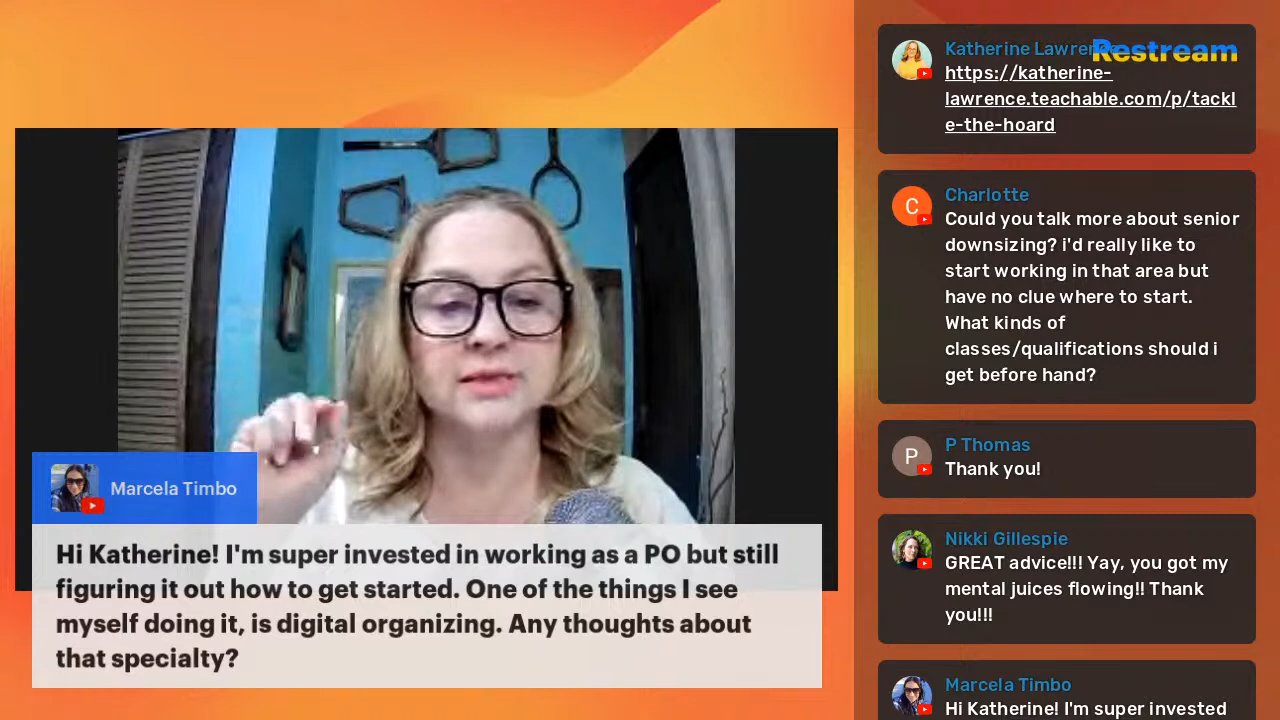 Katherine Lawrence
Restream
https://katherine-
lawrence.teachable.com/p/tackl
e-the-hoard
C
Charlotte
Could you talk more about senior
downsizing? i'd really like to
start working in that area but
have no clue where to start.
What kinds of
classes/qualifications should i
get before hand?
P
P Thomas
Thank you!
Nikki Gillespie
GREAT advice!!! Yay, you got my
mental juices flowing!! Thank
you!!!
Marcela Timbo
Hi Katherine! I'm super invested
Marcela Timbo
Hi Katherine! I'm super invested in working as a PO but still
figuring it out how to get started. One of the things I see
myself doing it, is digital organizing. Any thoughts about
that specialty?